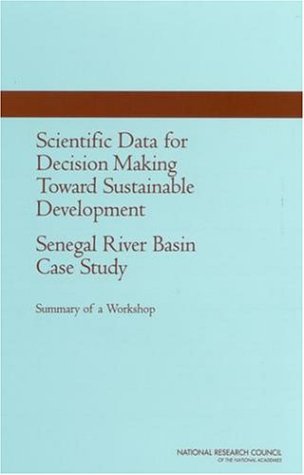 Scientific Data for
Decision Making
Toward Sustainable
Development
Senegal River Basin
Case Study
Summary of a Workshop
NATIONAL RESEARCH COUNCIL
OF THE NATIONAL ACADEMIES